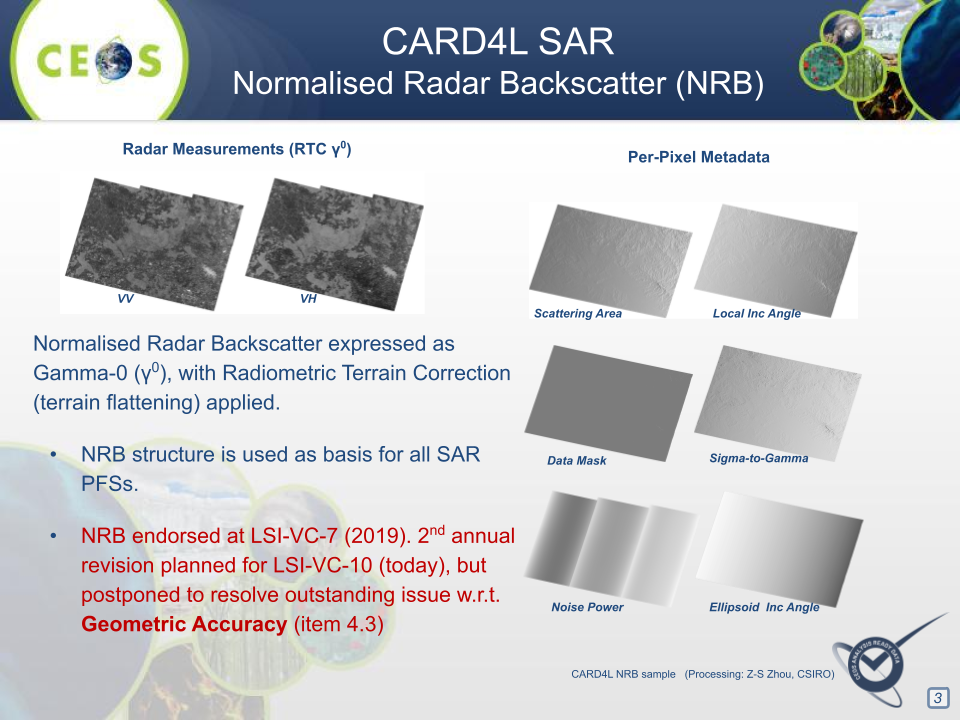 CEOS
CARD4L SAR
Normalised Radar Backscatter (NRB)
Radar Measurements (RTC γ⁰)
VV
VH
Per-Pixel Metadata
Scattering Area
Local Inc Angle
Data Mask
Sigma-to-Gamma
Noise Power
Ellipsoid Inc Angle
Normalised Radar Backscatter expressed as
Gamma-0 (γ⁰), with Radiometric Terrain Correction
(terrain flattening) applied.
• NRB structure is used as basis for all SAR
PFSs.
• NRB endorsed at LSI-VC-7 (2019). 2nd annual
revision planned for LSI-VC-10 (today), but
postponed to resolve outstanding issue w.r.t.
Geometric Accuracy (item 4.3)
CARD4L NRB sample (Processing: Z-S Zhou, CSIRO)
CEOS ANALYSIS READY DATA
3